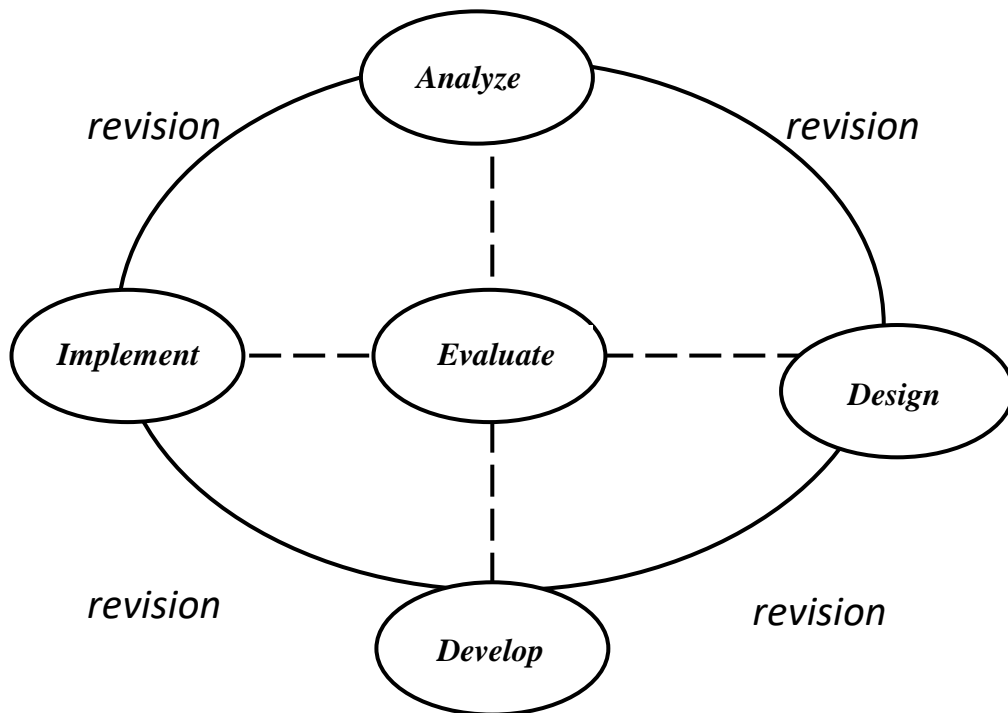 Analyze
revision
revision
Implement
Evaluate
Design
revision
revision
Develop